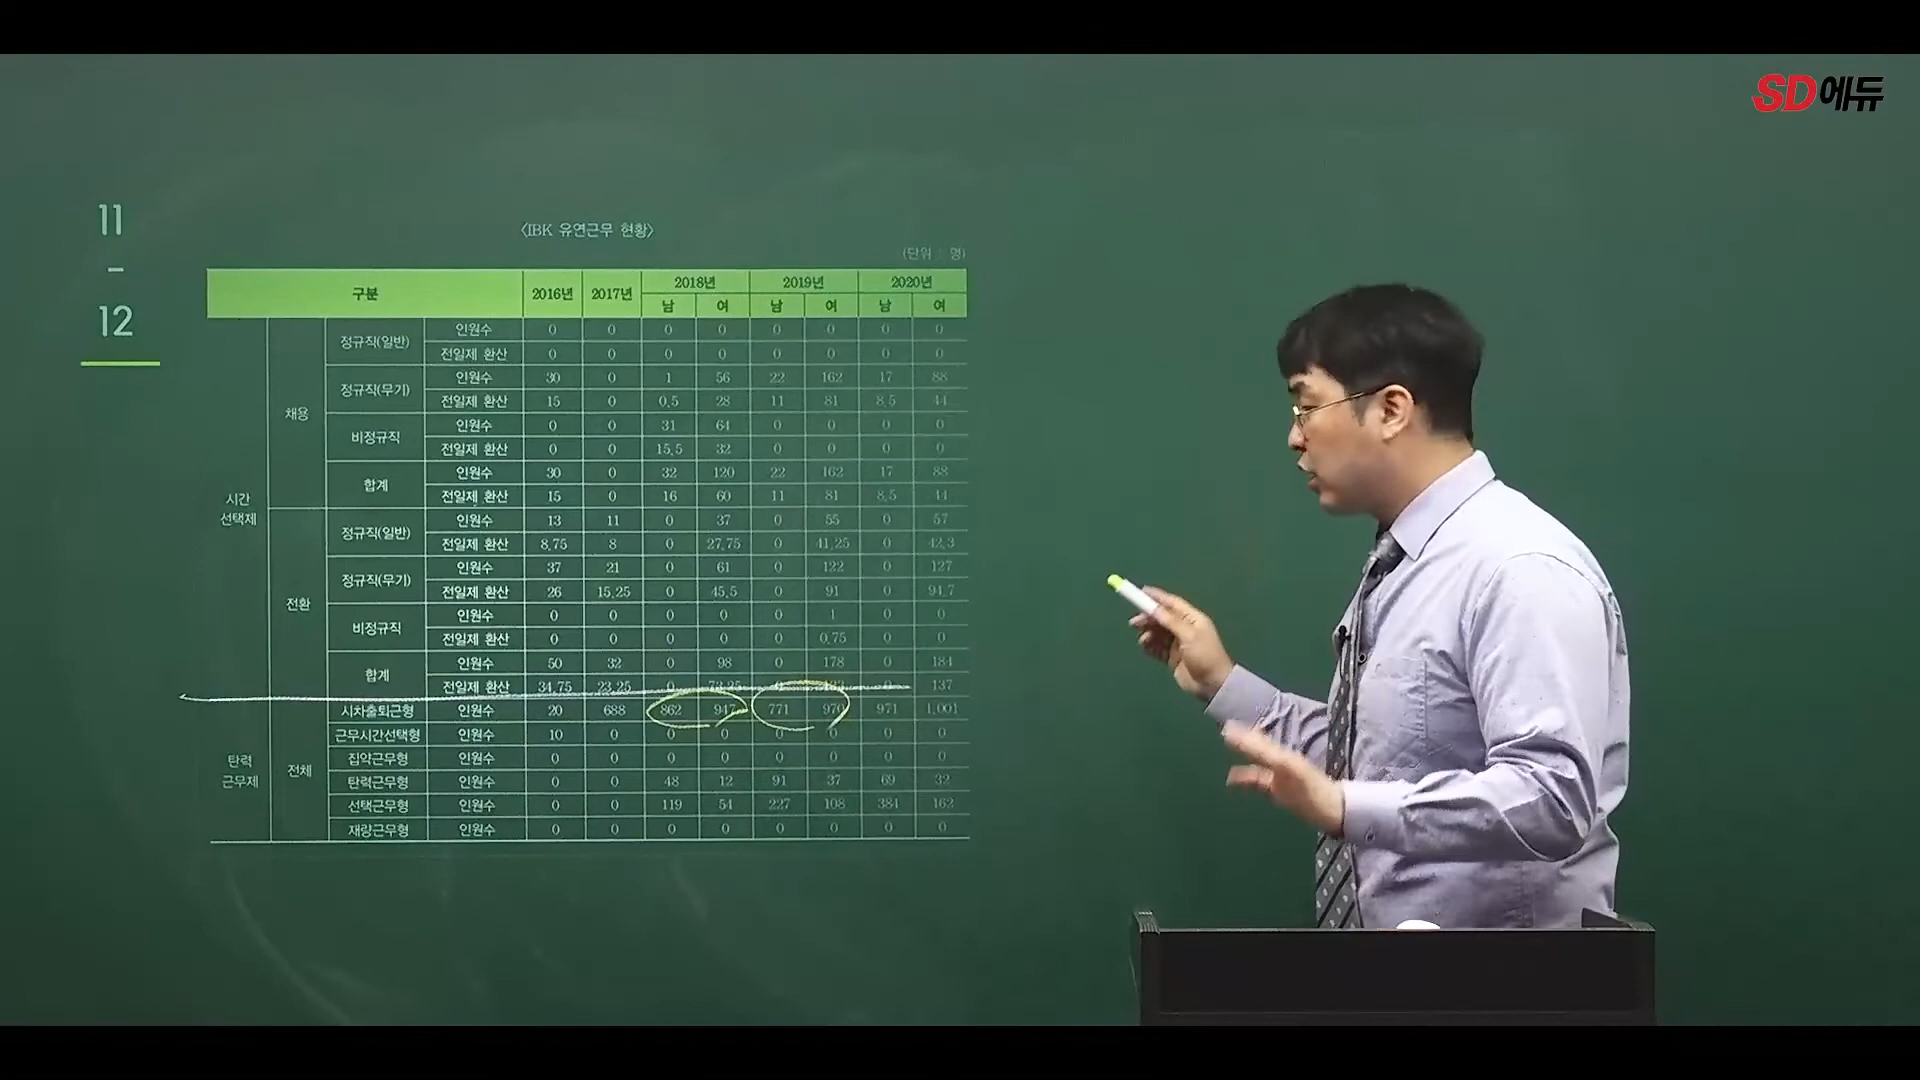 SD에듀
11
-
12
〈IBK 유연근무 현황〉
(단위 : 명)
구분 2016년 2017년 2018년 2019년 2020년
남 여 남 여 남 여
시간 선택제 채용 정규직(일반) 인원수 0 0 0 0 0 0 0 0
전일제 환산 0 0 0 0 0 0 0 0
정규직(무기) 인원수 30 0 1 56 22 162 17 88
전일제 환산 15 0 0.5 28 11 81 8.5 44
비정규직 인원수 0 0 31 64 0 0 0 0
전일제 환산 0 0 15.5 32 0 0 0 0
합계 인원수 30 0 32 120 22 162 17 88
전일제 환산 15 0 16 60 11 81 8.5 44
전환 정규직(일반) 인원수 13 11 0 37 0 55 0 57
전일제 환산 8.75 8 0 27.75 0 41.25 0 42.3
정규직(무기) 인원수 37 21 0 61 0 122 0 127
전일제 환산 26 15.25 0 45.5 0 91 0 94.7
비정규직 인원수 0 0 0 0 0 1 0 0
전일제 환산 0 0 0 0 0 0.75 0 0
합계 인원수 50 32 0 98 0 178 0 184
전일제 환산 34.75 23.25 0 73.25 0 0 137
탄력 근무제 전체 시차출퇴근형 인원수 20 688 862 947 771 970 971 1,001
근무시간선택형 인원수 10 0 0 0 0 0 0 0
집약근무형 인원수 0 0 0 0 0 0 0 0
탄력근무형 인원수 0 0 48 12 91 37 69 32
선택근무형 인원수 0 0 119 54 227 108 384 162
재량근무형 인원수 0 0 0 0 0 0 0 0